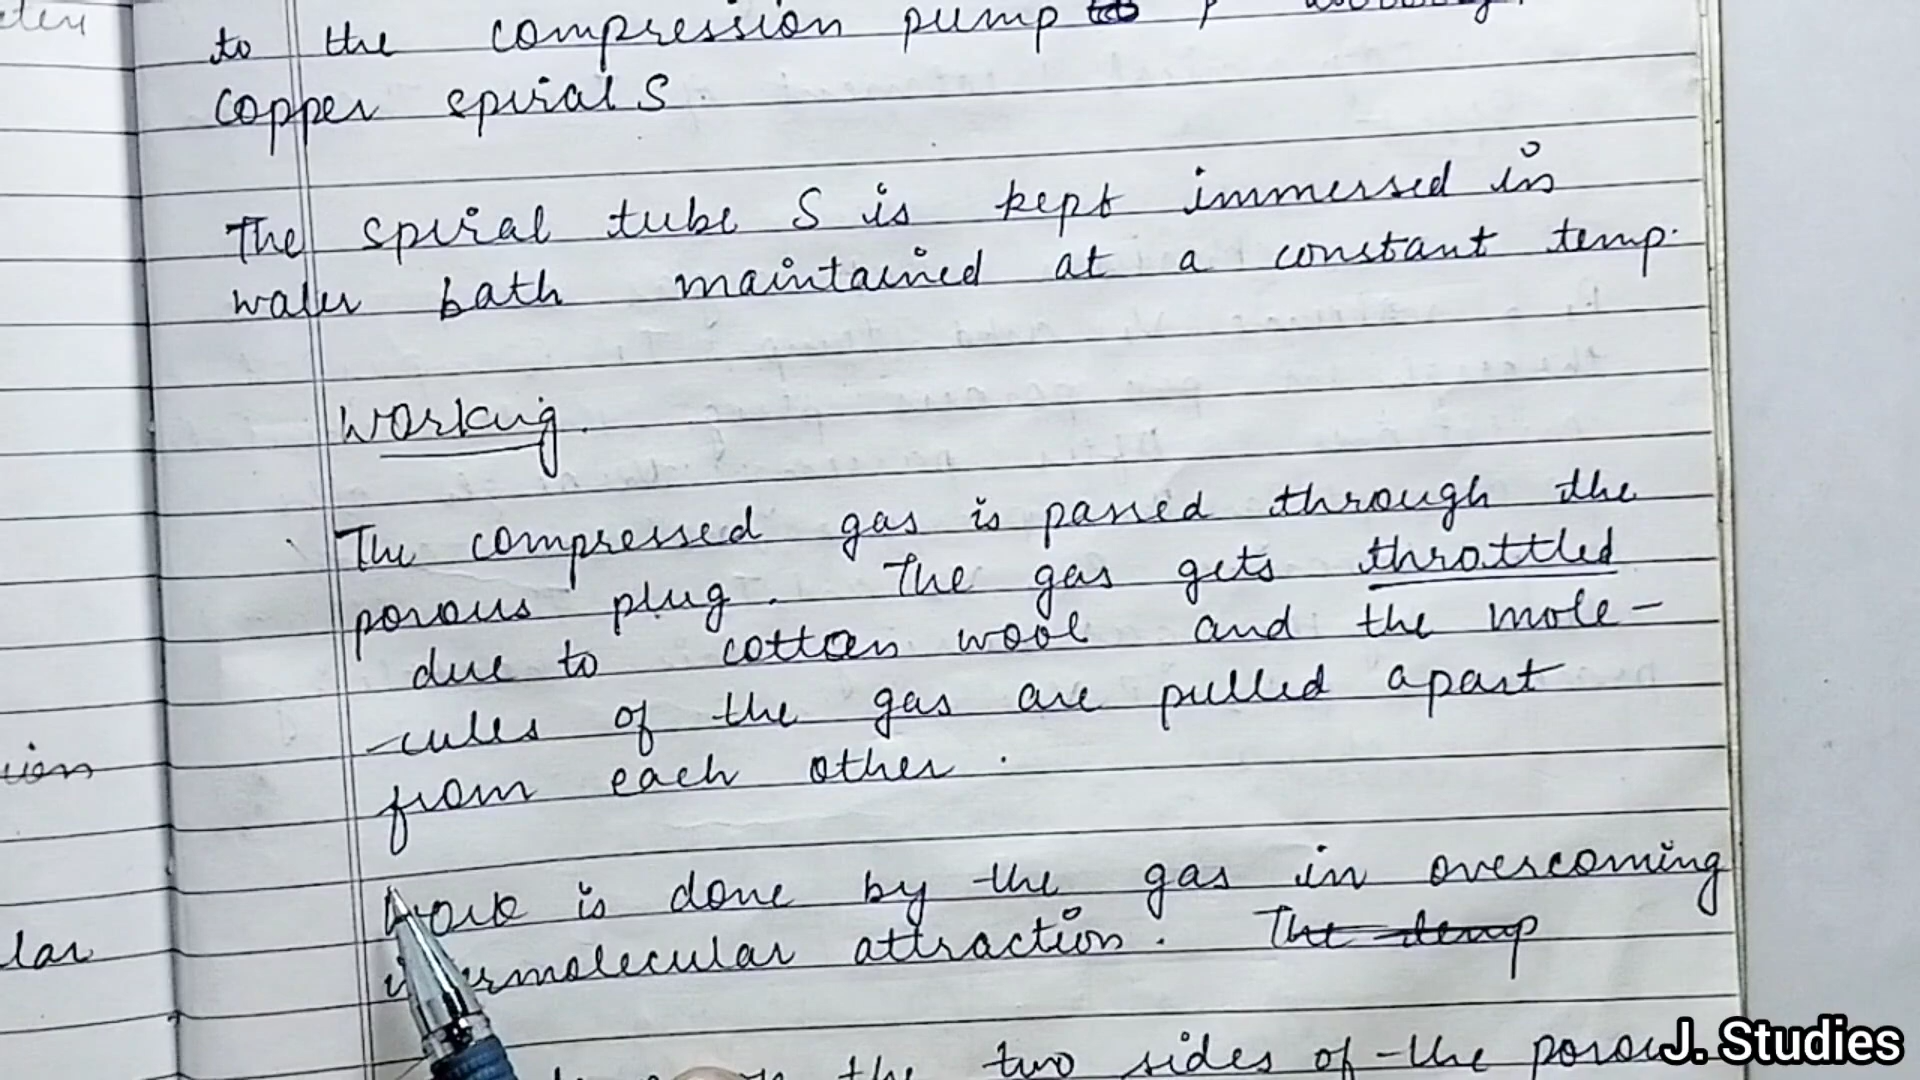 to the compression pump P
copper spiral S.
The spiral tube S is kept immersed in
water bath maintained at a constant temp.
Working.
The compressed gas is passed through the
porous plug. The gas gets throttled
due to cotton wool and the mole-
-cules of the gas are pulled apart
from each other.
Work is done by the gas in overcoming
intermolecular attraction. The temp
the two sides of the porous
lar
J. Studies